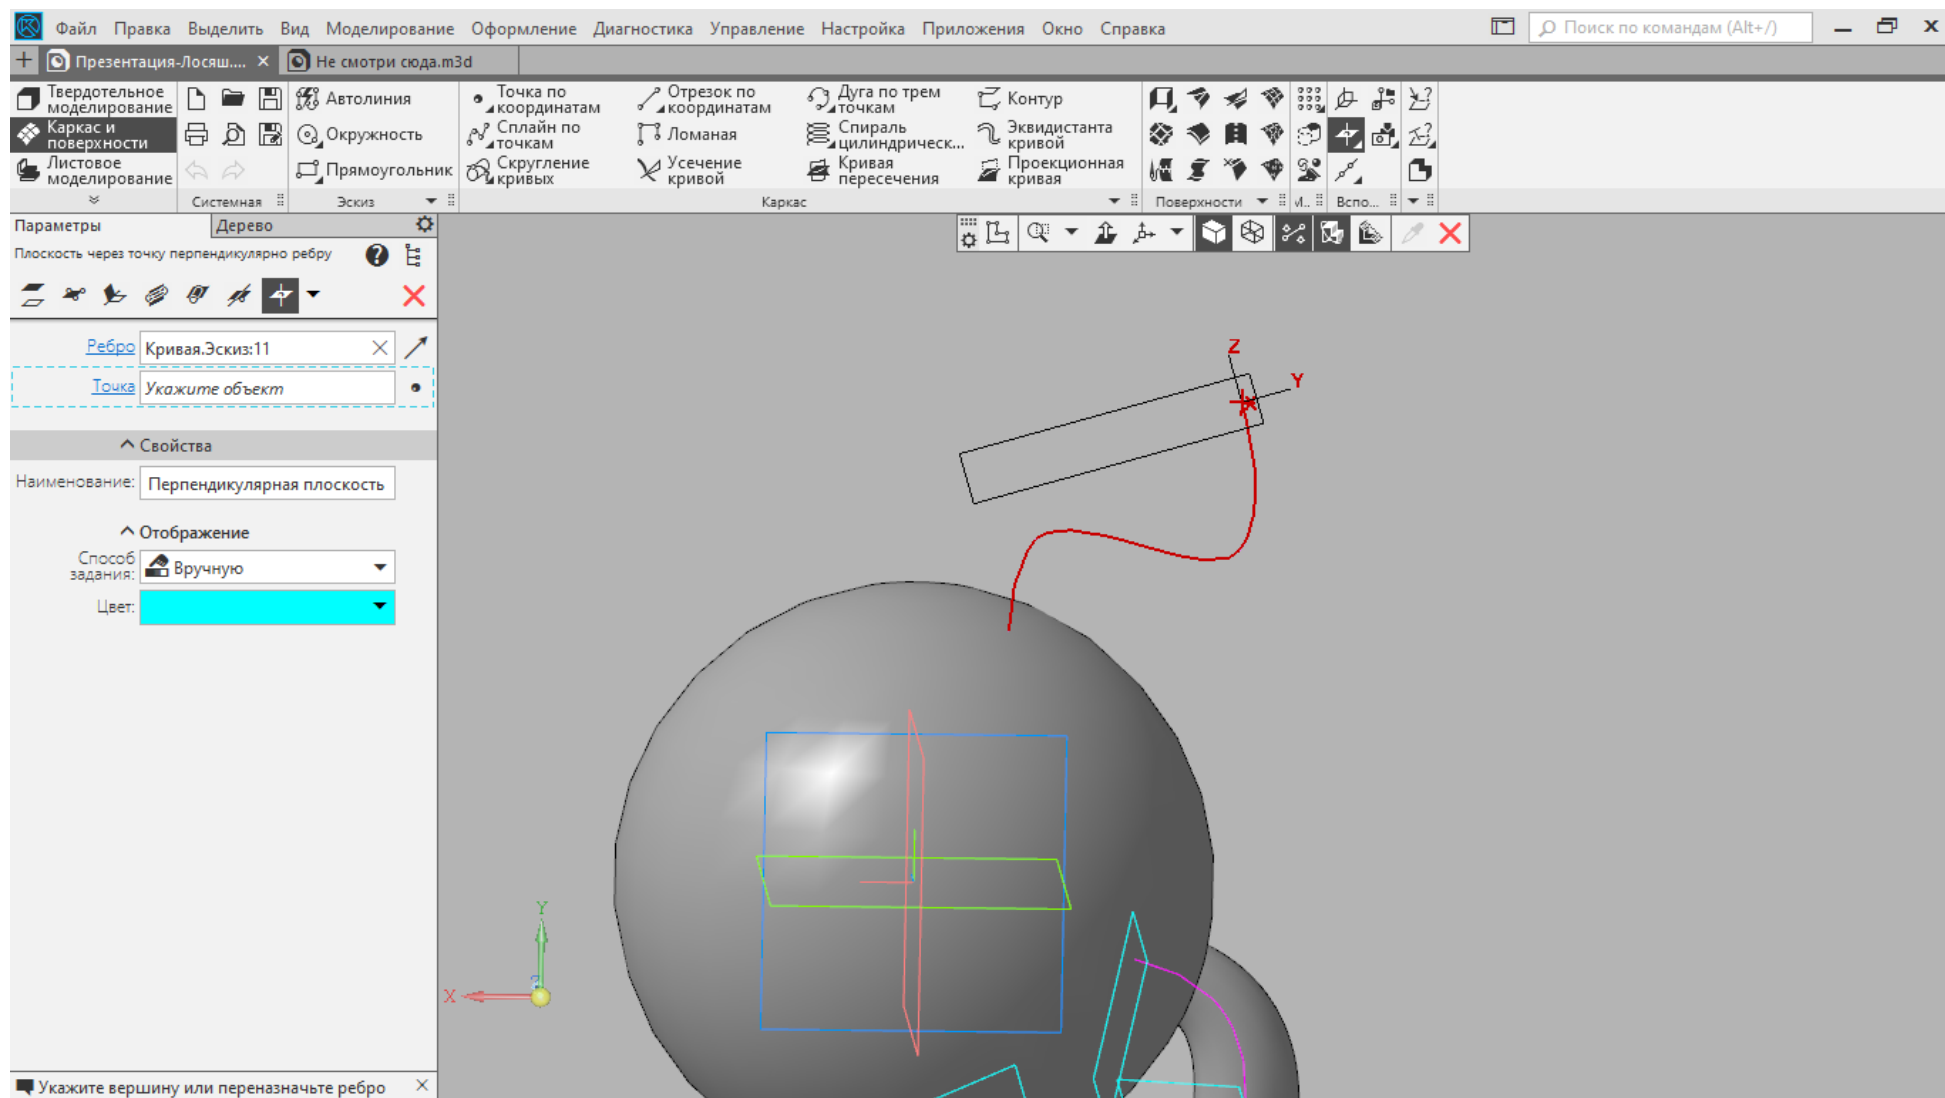 Файл Правка Выделить Вид Моделирование Оформление Диагностика Управление Настройка Приложения Окно Справка
Поиск по командам (Alt+/)
Презентация-Лосяш....
Не смотри сюда.m3d
Твердотельное моделирование
Каркас и поверхности
Листовое моделирование
Системная
Автолиния
Окружность
Прямоугольник
Эскиз
Точка по координатам
Сплайн по точкам
Скругление кривых
Отрезок по координатам
Ломаная
Усечение кривой
Дуга по трем точкам
Спираль цилиндрическ...
Кривая пересечения
Контур
Эквидистанта кривой
Проекционная кривая
Каркас
Поверхности
И..
Вспо...
Параметры
Дерево
Плоскость через точку перпендикулярно ребру
Ребро
Кривая.Эскиз:11
Точка
Укажите объект
Свойства
Наименование:
Перпендикулярная плоскость
Отображение
Способ задания:
Вручную
Цвет:
Z
Y
X
Y
X
Z
Укажите вершину или переназначьте ребро